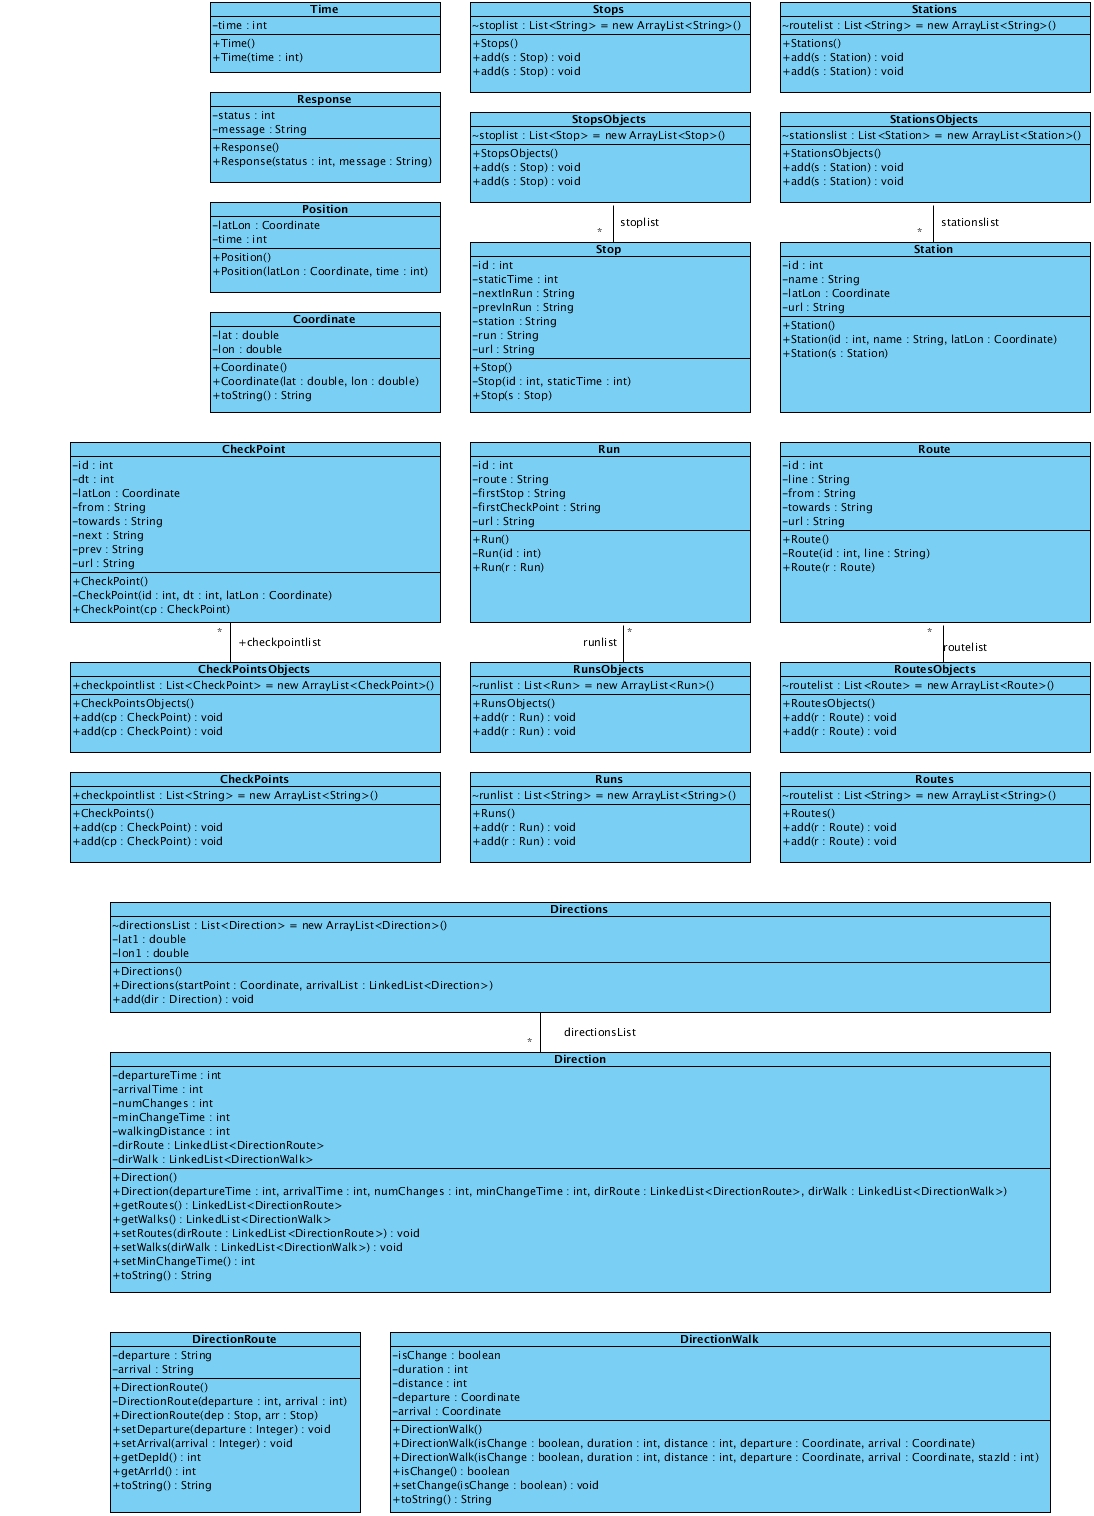 Time
-time : int
+Time()
+Time(time : int)
Stops
~stoplist : List<String> = new ArrayList<String>()
+Stops()
+add(s : Stop) : void
+add(s : Stop) : void
Stations
~routelist : List<String> = new ArrayList<String>()
+Stations()
+add(s : Station) : void
+add(s : Station) : void
Response
-status : int
-message : String
+Response()
+Response(status : int, message : String)
StopsObjects
~stoplist : List<Stop> = new ArrayList<Stop>()
+StopsObjects()
+add(s : Stop) : void
+add(s : Stop) : void
StationsObjects
~stationslist : List<Station> = new ArrayList<Station>()
+StationsObjects()
+add(s : Station) : void
+add(s : Station) : void
Position
-latLon : Coordinate
-time : int
+Position()
+Position(latLon : Coordinate, time : int)
stoplist
*
stationslist
*
Stop
-id : int
-staticTime : int
-nextInRun : String
-prevInRun : String
-station : String
-run : String
-url : String
+Stop()
-Stop(id : int, staticTime : int)
+Stop(s : Stop)
Station
-id : int
-name : String
-latLon : Coordinate
-url : String
+Station()
+Station(id : int, name : String, latLon : Coordinate)
+Station(s : Station)
Coordinate
-lat : double
-lon : double
+Coordinate()
+Coordinate(lat : double, lon : double)
+toString() : String
CheckPoint
-id : int
-dt : int
-latLon : Coordinate
-from : String
-towards : String
-next : String
-prev : String
-url : String
+CheckPoint()
-CheckPoint(id : int, dt : int, latLon : Coordinate)
+CheckPoint(cp : CheckPoint)
Run
-id : int
-route : String
-firstStop : String
-firstCheckPoint : String
-url : String
+Run()
-Run(id : int)
+Run(r : Run)
Route
-id : int
-line : String
-from : String
-towards : String
-url : String
+Route()
-Route(id : int, line : String)
+Route(r : Route)
*
+checkpointlist
*
runlist
*
routelist
CheckPointsObjects
+checkpointlist : List<CheckPoint> = new ArrayList<CheckPoint>()
+CheckPointsObjects()
+add(cp : CheckPoint) : void
+add(cp : CheckPoint) : void
RunsObjects
~runlist : List<Run> = new ArrayList<Run>()
+RunsObjects()
+add(r : Run) : void
+add(r : Run) : void
RoutesObjects
~routelist : List<Route> = new ArrayList<Route>()
+RoutesObjects()
+add(r : Route) : void
+add(r : Route) : void
CheckPoints
+checkpointlist : List<String> = new ArrayList<String>()
+CheckPoints()
+add(cp : CheckPoint) : void
+add(cp : CheckPoint) : void
Runs
~runlist : List<String> = new ArrayList<String>()
+Runs()
+add(r : Run) : void
+add(r : Run) : void
Routes
~routelist : List<String> = new ArrayList<String>()
+Routes()
+add(r : Route) : void
+add(r : Route) : void
Directions
~directionsList : List<Direction> = new ArrayList<Direction>()
-lat1 : double
-lon1 : double
+Directions()
+Directions(startPoint : Coordinate, arrivalList : LinkedList<Direction>)
+add(dir : Direction) : void
directionsList
*
Direction
-departureTime : int
-arrivalTime : int
-numChanges : int
-minChangeTime : int
-walkingDistance : int
-dirRoute : LinkedList<DirectionRoute>
-dirWalk : LinkedList<DirectionWalk>
+Direction()
+Direction(departureTime : int, arrivalTime : int, numChanges : int, minChangeTime : int, dirRoute : LinkedList<DirectionRoute>, dirWalk : LinkedList<DirectionWalk>)
+getRoutes() : LinkedList<DirectionRoute>
+getWalks() : LinkedList<DirectionWalk>
+setRoutes(dirRoute : LinkedList<DirectionRoute>) : void
+setWalks(dirWalk : LinkedList<DirectionWalk>) : void
+setMinChangeTime() : int
+toString() : String
DirectionRoute
-departure : String
-arrival : String
+DirectionRoute()
-DirectionRoute(departure : int, arrival : int)
+DirectionRoute(dep : Stop, arr : Stop)
+setDeparture(departure : Integer) : void
+setArrival(arrival : Integer) : void
+getDepId() : int
+getArrId() : int
+toString() : String
DirectionWalk
-isChange : boolean
-duration : int
-distance : int
-departure : Coordinate
-arrival : Coordinate
+DirectionWalk()
+DirectionWalk(isChange : boolean, duration : int, distance : int, departure : Coordinate, arrival : Coordinate)
+DirectionWalk(isChange : boolean, duration : int, distance : int, departure : Coordinate, arrival : Coordinate, stazId : int)
+isChange() : boolean
+setChange(isChange : boolean) : void
+toString() : String